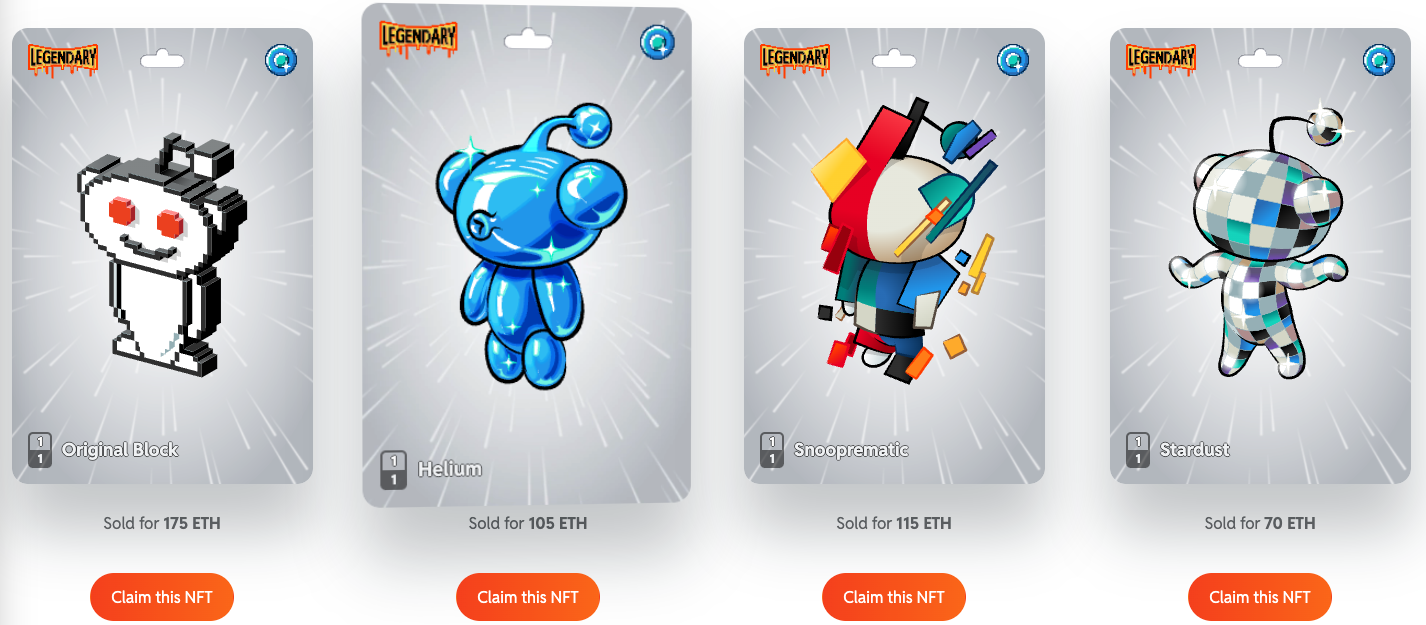 LEGENDARY
1
1
Original Block
Sold for 175 ETH
Claim this NFT
LEGENDARY
1
1
Helium
Sold for 105 ETH
Claim this NFT
LEGENDARY
1
1
Snooprematic
Sold for 115 ETH
Claim this NFT
LEGENDARY
1
1
Stardust
Sold for 70 ETH
Claim this NFT